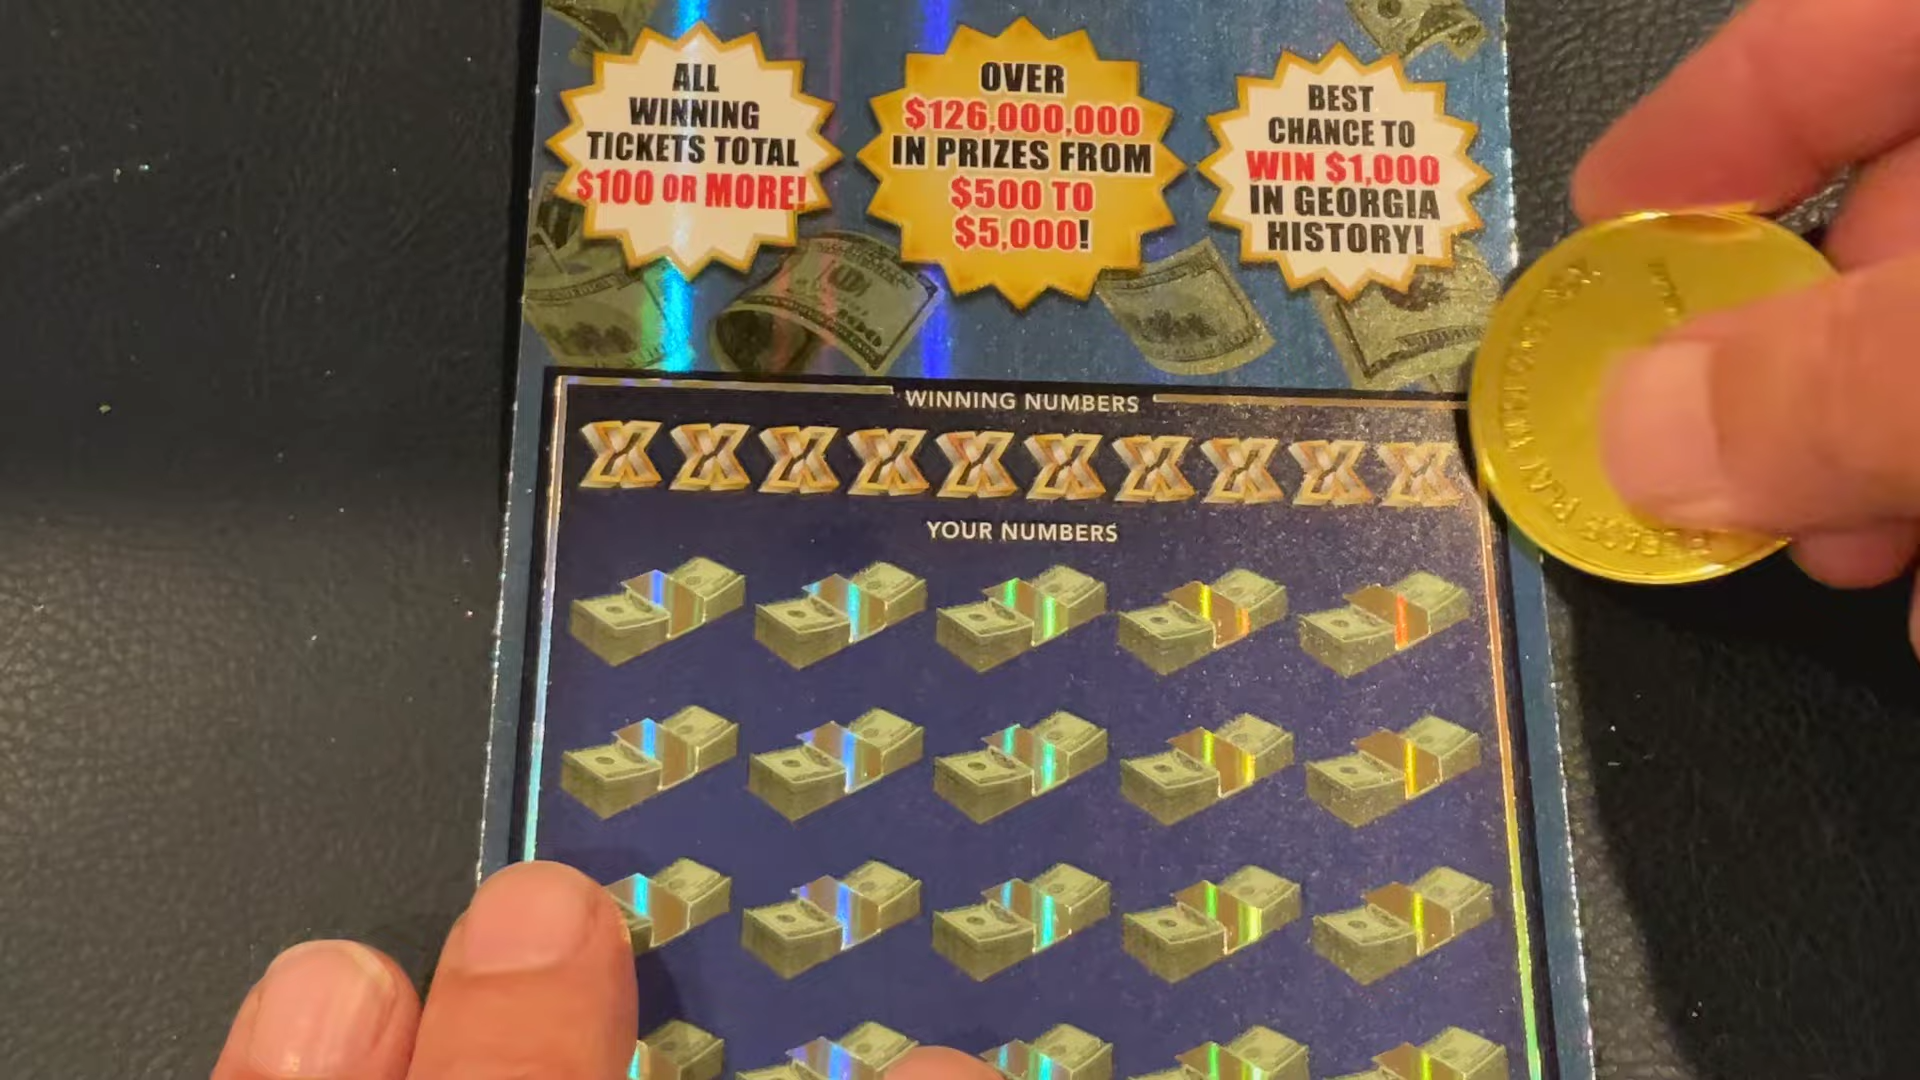 ALL
WINNING
TICKETS TOTAL
$100 OR MORE!
OVER
$126,000,000
IN PRIZES FROM
$500 TO
$5,000!
BEST
CHANCE TO
WIN $1,000
IN GEORGIA
HISTORY!
WINNING NUMBERS
X X X X X X X X X X
YOUR NUMBERS